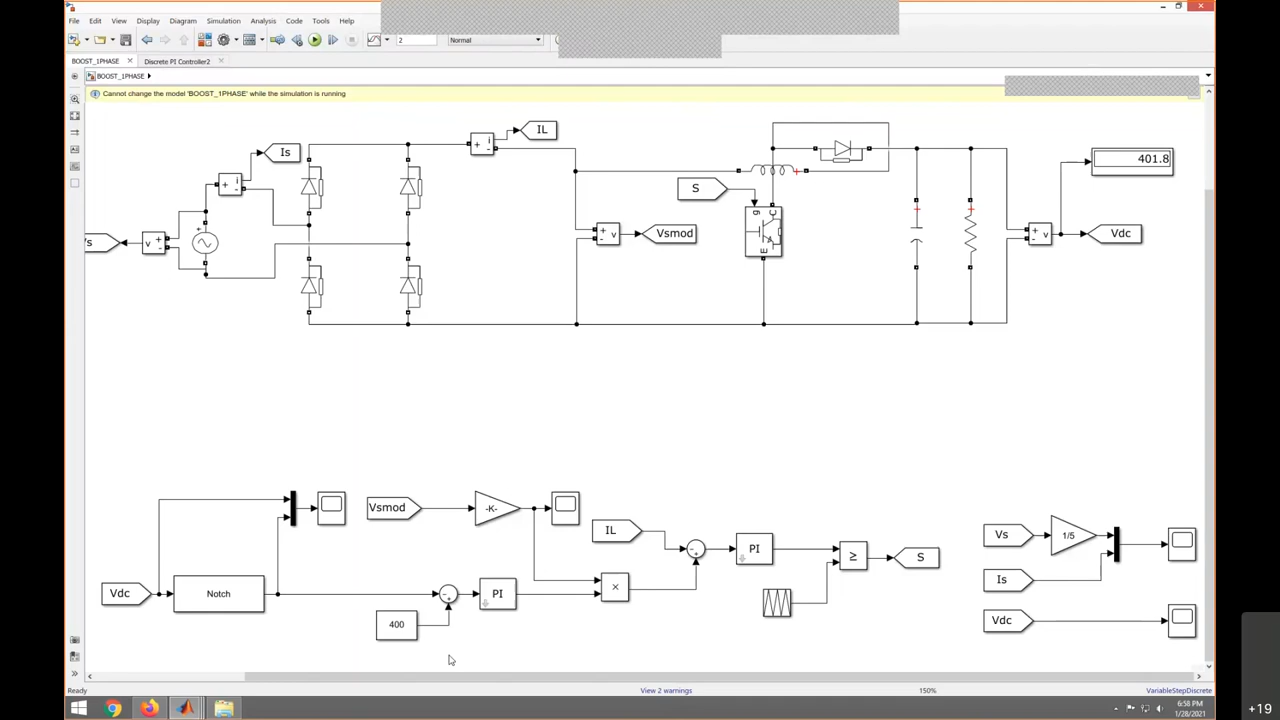 File Edit View Display Diagram Simulation Analysis Code Tools Help
2
Normal
BOOST_1PHASE
Discrete PI Controller2
BOOST_1PHASE
Cannot change the model 'BOOST_1PHASE' while the simulation is running
IL
Is
401.8
S
g C
E
Vsmod
Vdc
s
v
+
-
i
+
-
+
i
-
+
-
v
+
-
v
Vsmod
-K-
IL
Vs
1/5
PI
≥
S
Is
Vdc
Notch
PI
×
400
Vdc
Ready
View 2 warnings
150%
VariableStepDiscrete
6:58 PM
1/28/2021
+19